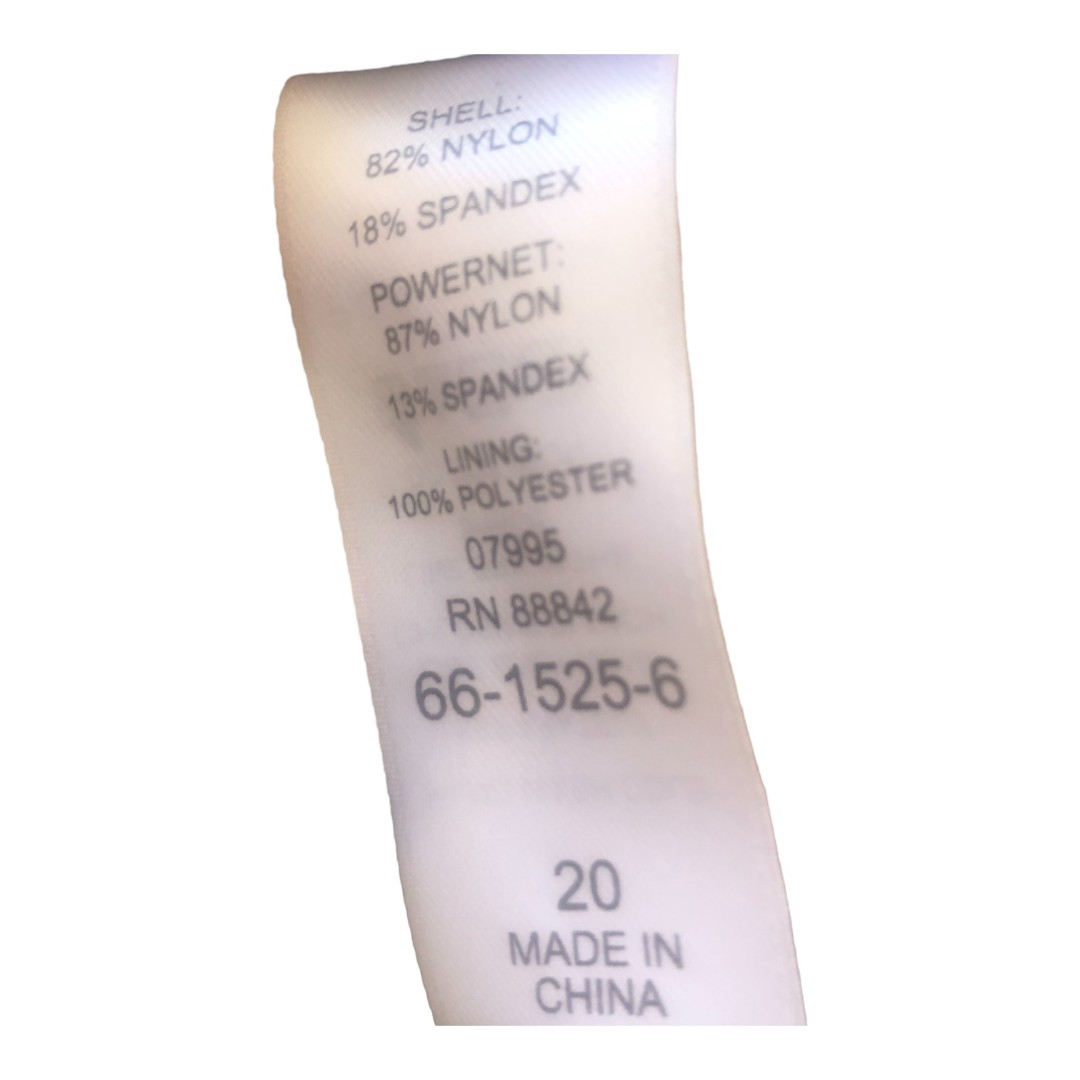 SHELL:
82% NYLON
18% SPANDEX
POWERNET:
87% NYLON
13% SPANDEX
LINING:
100% POLYESTER
07995
RN 88842
66-1525-6
20
MADE IN
CHINA